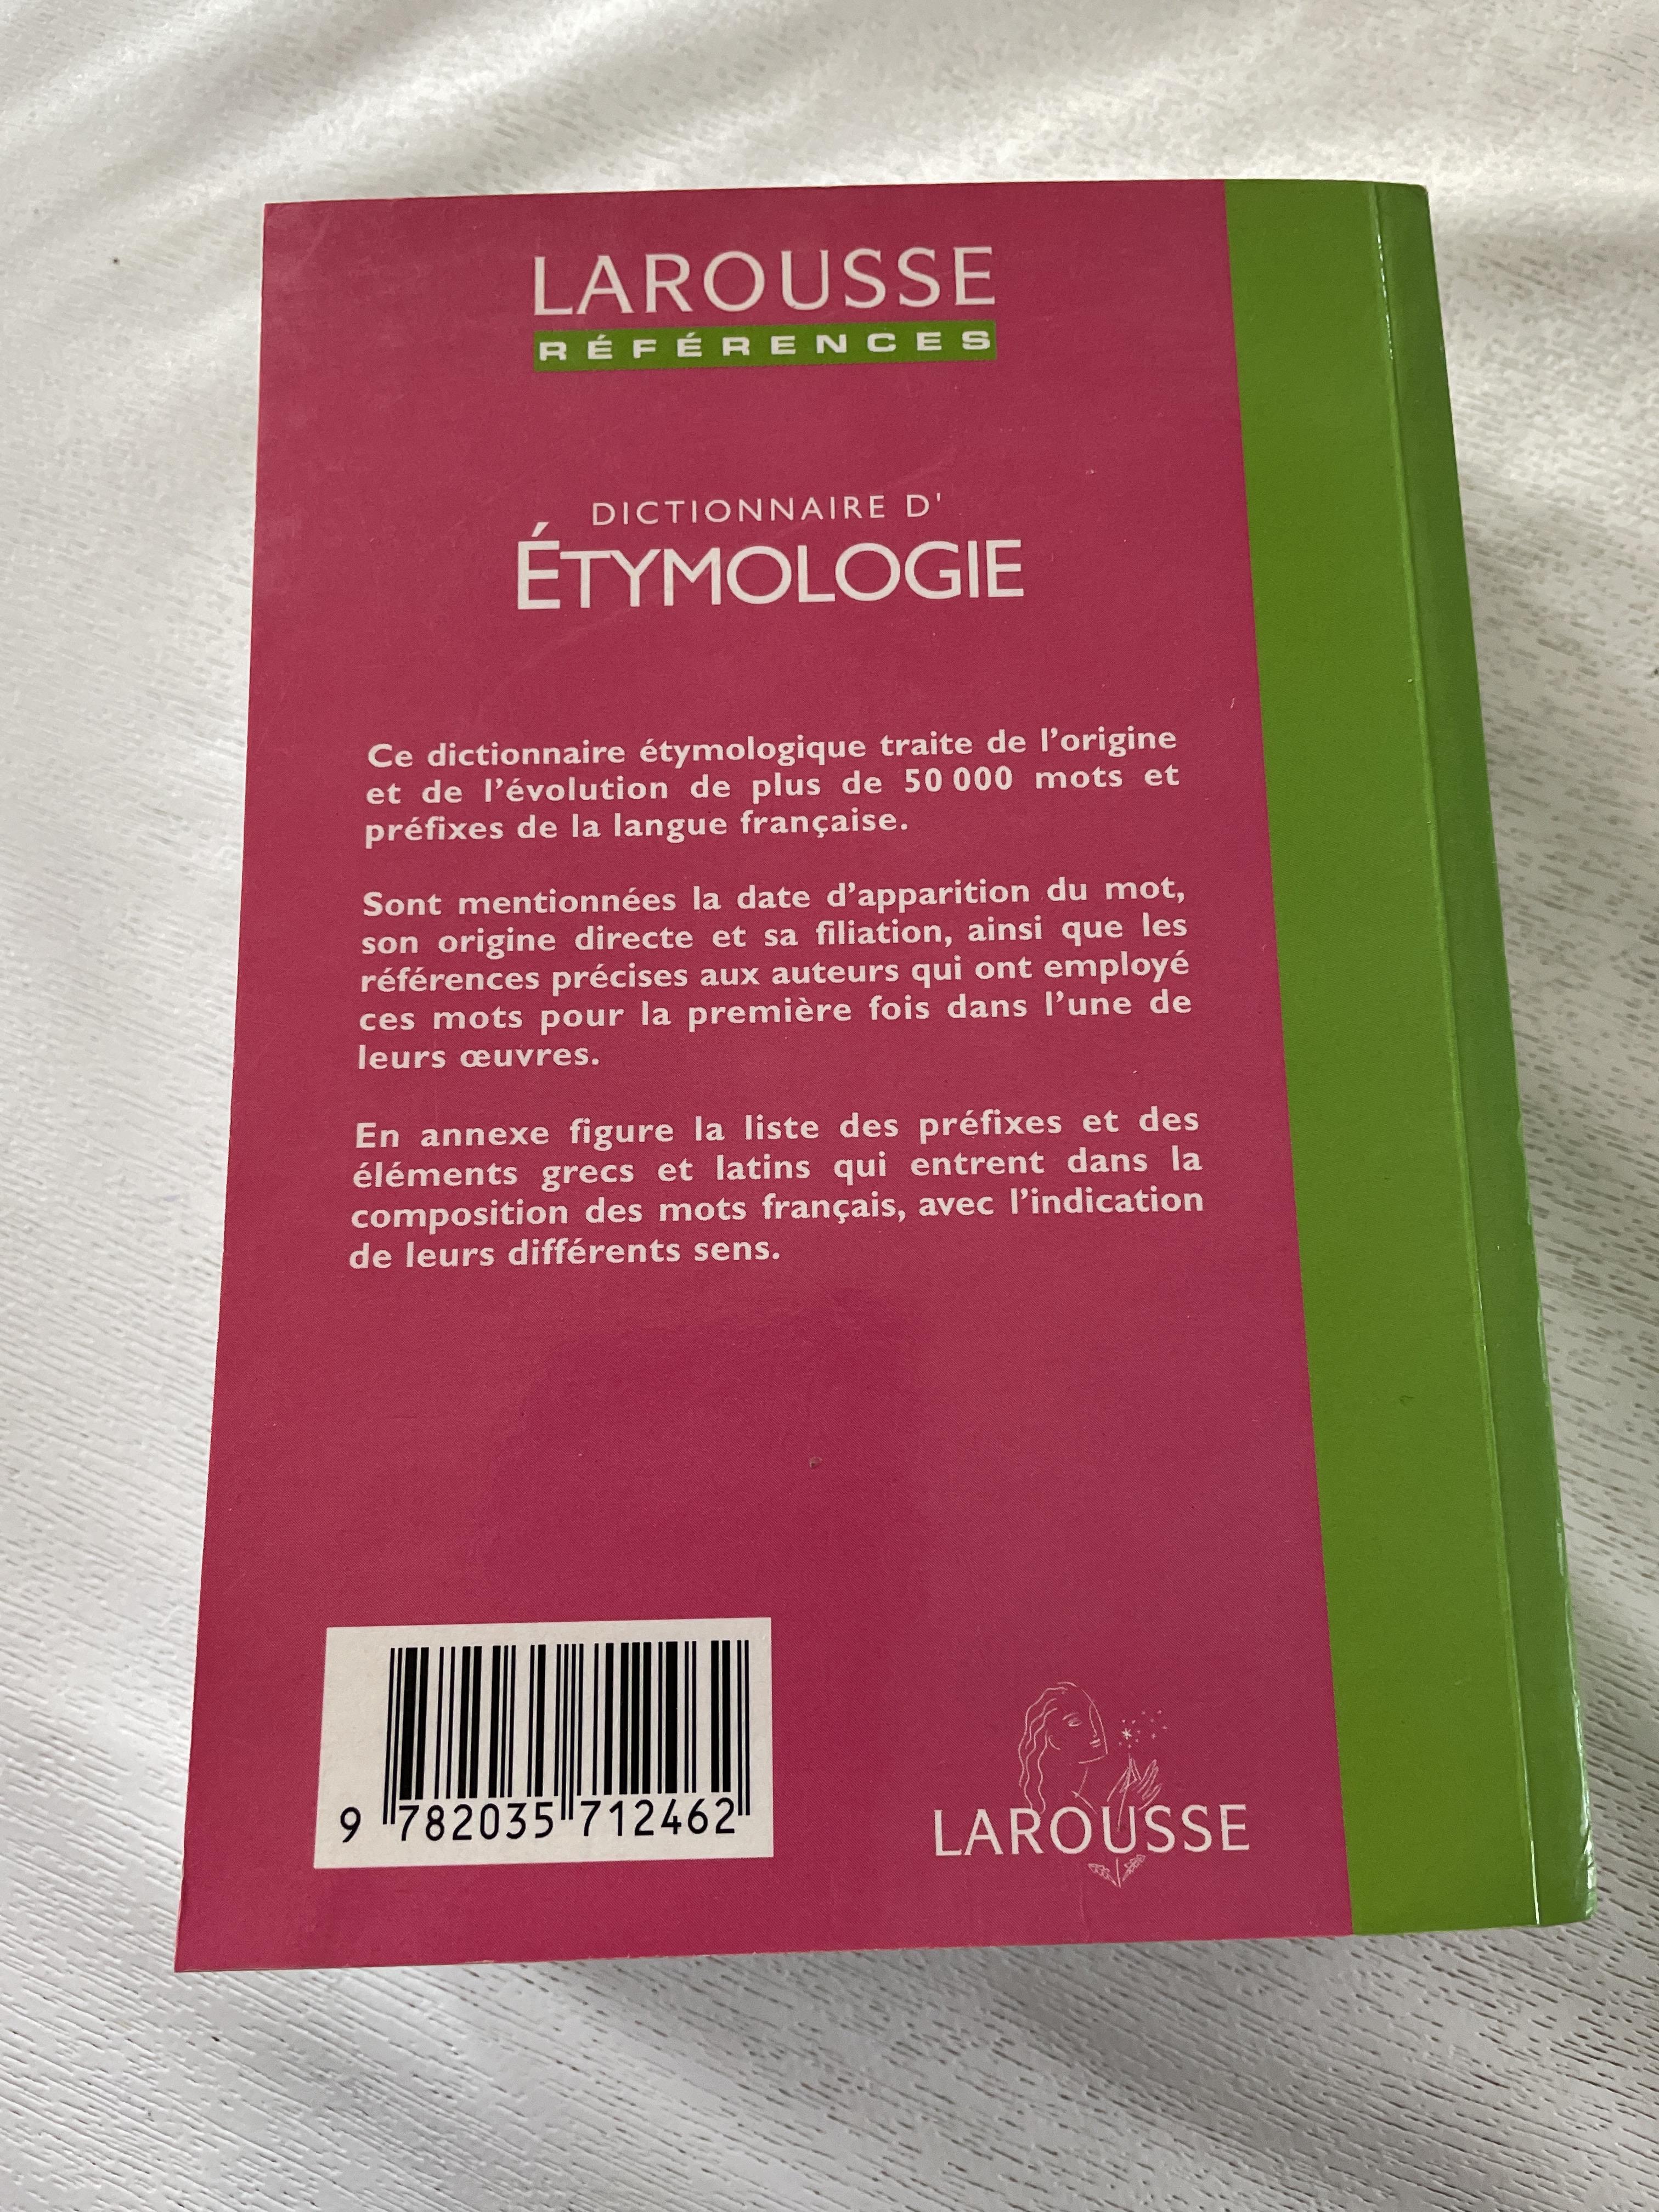 LAROUSSE
RÉFÉRENCES
DICTIONNAIRE D'
ÉTYMOLOGIE
Ce dictionnaire étymologique traite de l’origine
et de l’évolution de plus de 50 000 mots et
préfixes de la langue française.
Sont mentionnées la date d’apparition du mot,
son origine directe et sa filiation, ainsi que les
références précises aux auteurs qui ont employé
ces mots pour la première fois dans l’une de
leurs œuvres.
En annexe figure la liste des préfixes et des
éléments grecs et latins qui entrent dans la
composition des mots français, avec l’indication
de leurs différents sens.
9 782035 712462
LAROUSSE